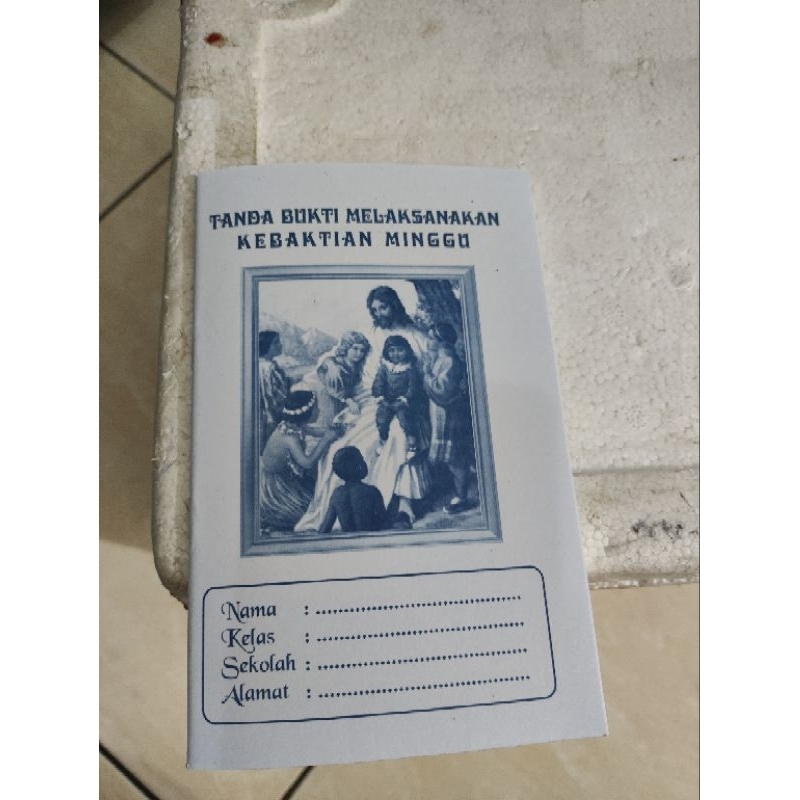 TANDA BUKTI MELAKSANAKAN
KEBAKTIAN MINGGU
Nama : ........................................
Kelas : ........................................
Sekolah : ........................................
Alamat : ........................................